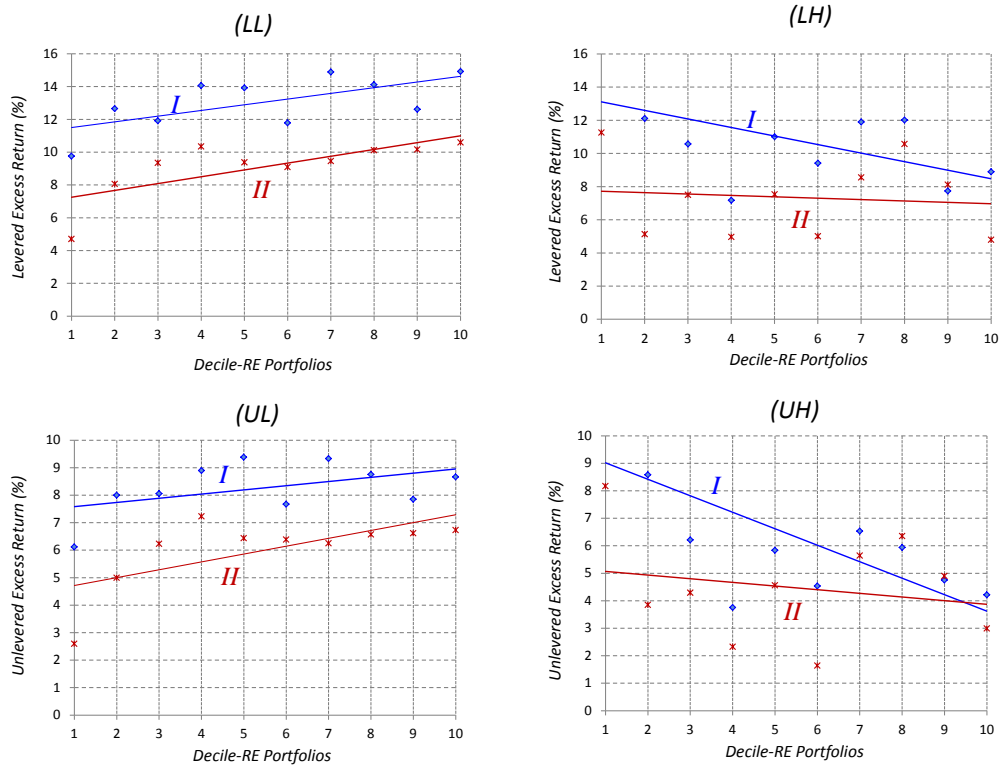 (LL)
Levered Excess Return (%)
16
14
12
10
8
6
4
2
0
I
II
1 2 3 4 5 6 7 8 9 10
Decile-RE Portfolios
(LH)
Levered Excess Return (%)
16
14
12
10
8
6
4
2
0
I
II
1 2 3 4 5 6 7 8 9 10
Decile-RE Portfolios
(UL)
Unlevered Excess Return (%)
10
9
8
7
6
5
4
3
2
1
0
I
II
1 2 3 4 5 6 7 8 9 10
Decile-RE Portfolios
(UH)
Unlevered Excess Return (%)
10
9
8
7
6
5
4
3
2
1
0
I
II
1 2 3 4 5 6 7 8 9 10
Decile-RE Portfolios